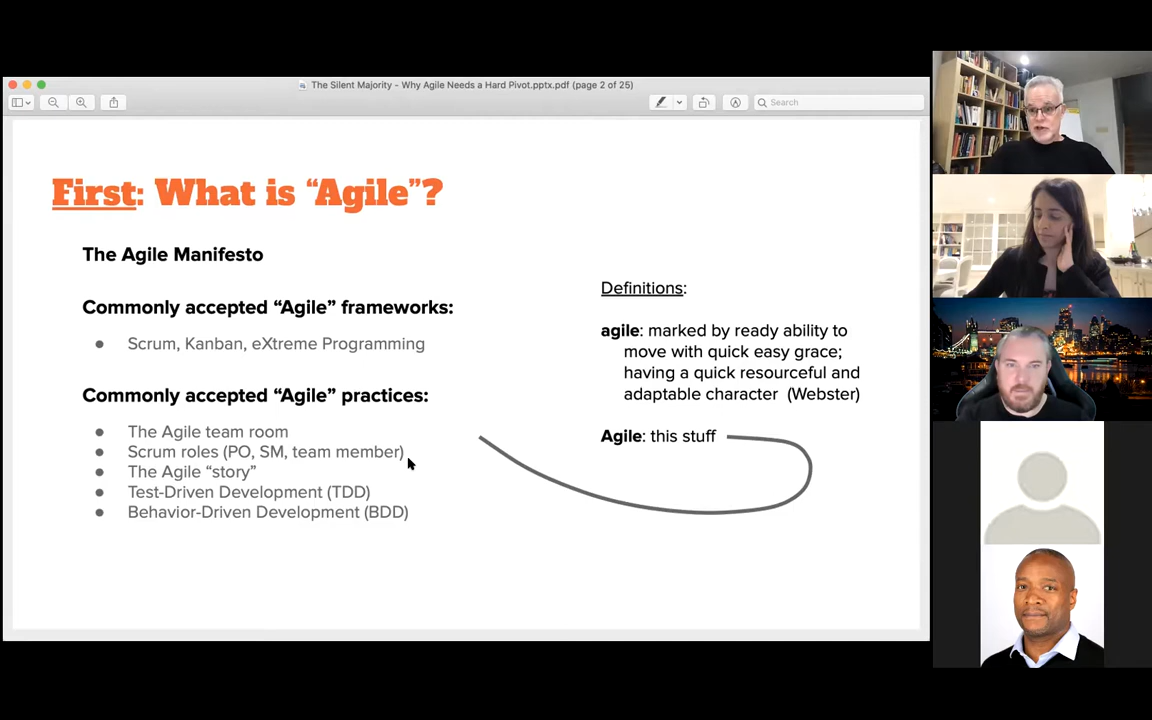 The Silent Majority - Why Agile Needs a Hard Pivot.pptx.pdf (page 2 of 25)
Search
First: What is “Agile”?
The Agile Manifesto
Commonly accepted “Agile” frameworks:
● Scrum, Kanban, eXtreme Programming
Commonly accepted “Agile” practices:
● The Agile team room
● Scrum roles (PO, SM, team member)
● The Agile “story”
● Test-Driven Development (TDD)
● Behavior-Driven Development (BDD)
Definitions:
agile: marked by ready ability to
move with quick easy grace;
having a quick resourceful and
adaptable character (Webster)
Agile: this stuff